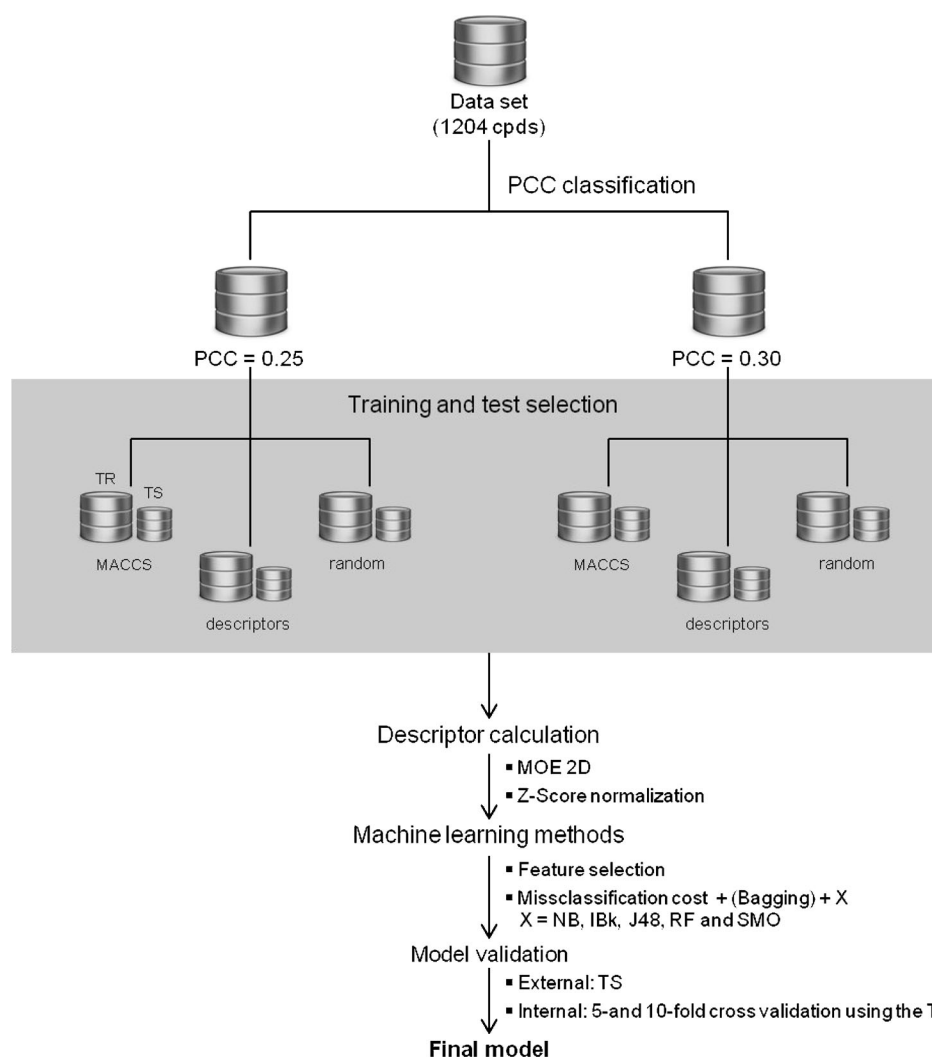 Data set
(1204 cpds)
PCC classification
PCC = 0.25
PCC = 0.30
Training and test selection
TR
TS
MACCS
random
descriptors
MACCS
random
descriptors
Descriptor calculation
▪ MOE 2D
▪ Z-Score normalization
Machine learning methods
▪ Feature selection
▪ Missclassification cost + (Bagging) + X
X = NB, IBk, J48, RF and SMO
Model validation
▪ External: TS
▪ Internal: 5-and 10-fold cross validation using the
Final model